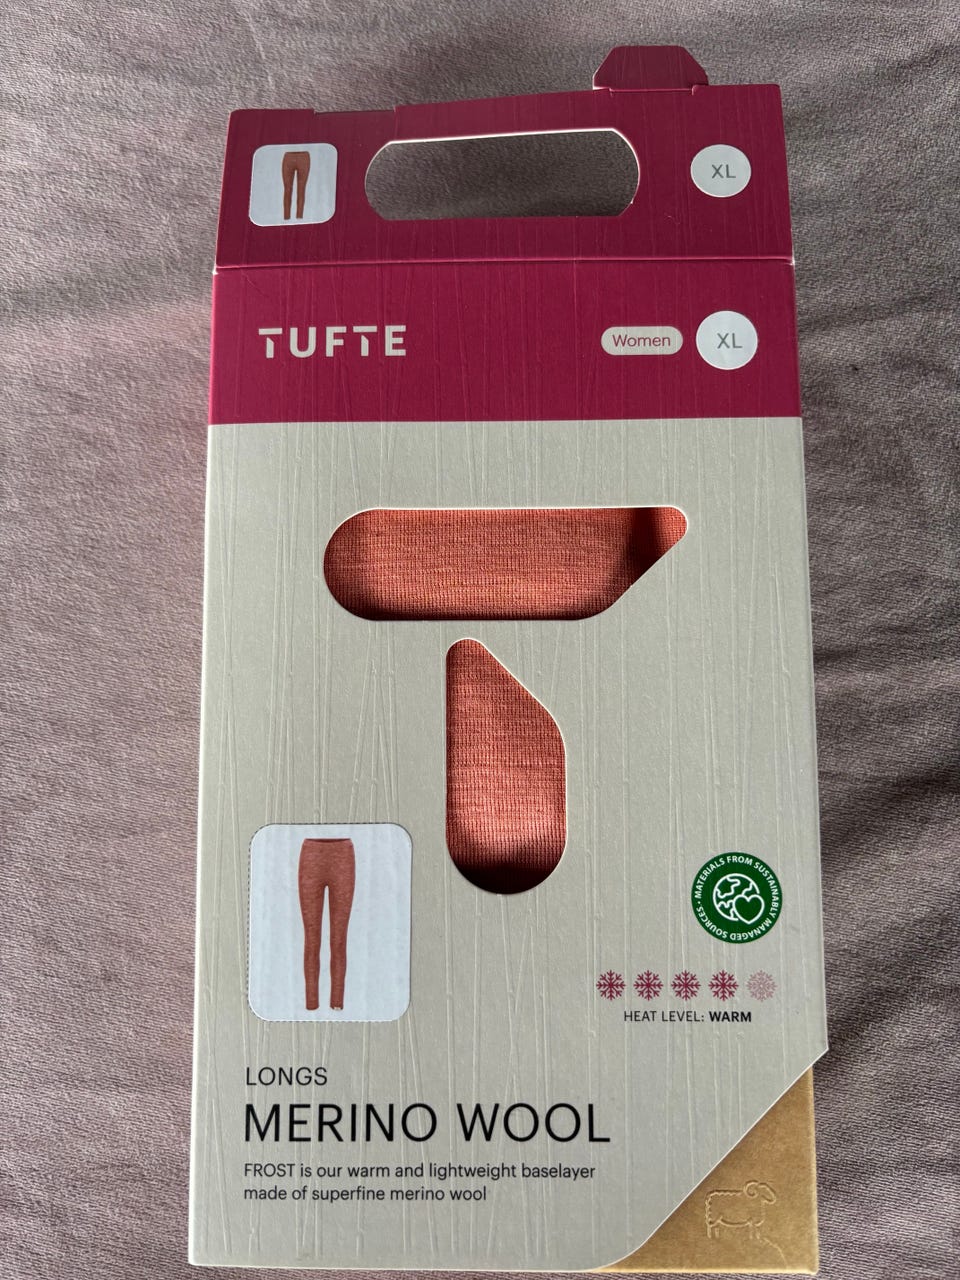 XL
TUFTE
Women
XL
MATERIALS FROM SUSTAINABLY MANAGED SOURCES •
HEAT LEVEL: WARM
LONGS
MERINO WOOL
FROST is our warm and lightweight baselayer
made of superfine merino wool